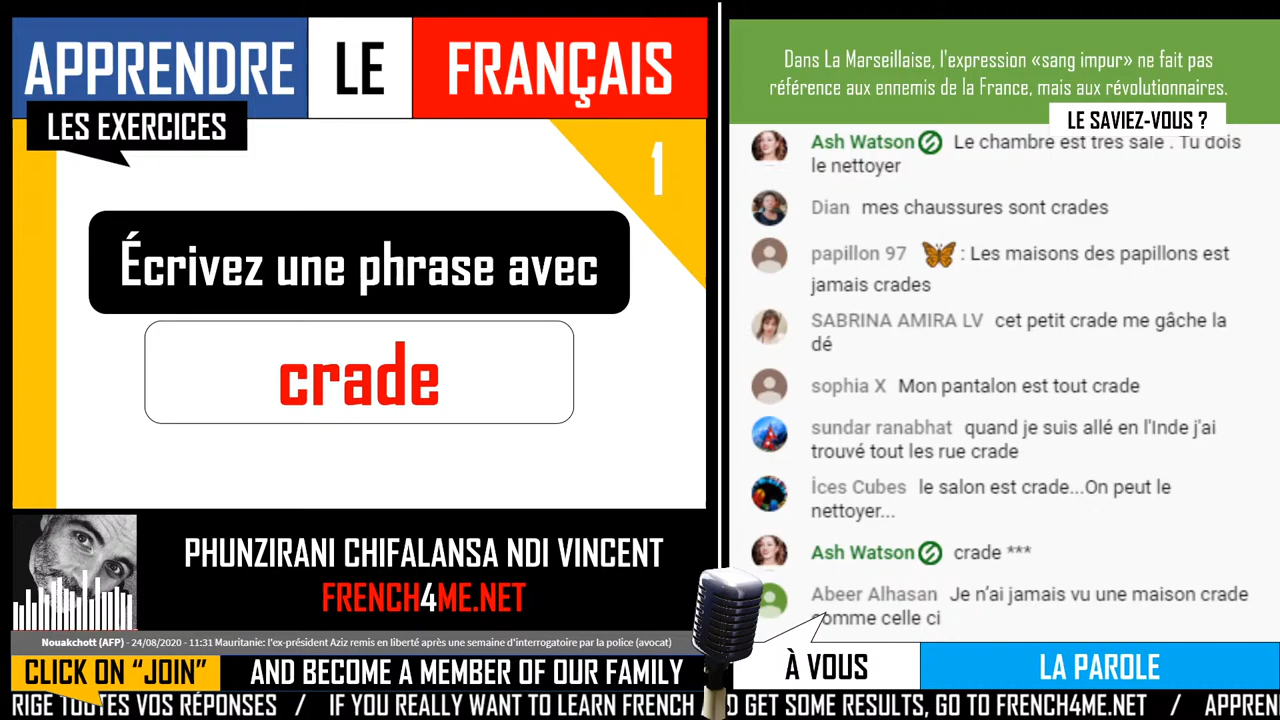 APPRENDRE LE FRANÇAIS
LES EXERCICES
1
Écrivez une phrase avec
crade
PHUNZIRANI CHIFALANSA NDI VINCENT
FRENCH4ME.NET
Nouakchott (AFP) - 24/08/2020 - 11:31 Mauritanie: l'ex-président Aziz remis en liberté après une semaine d'interrogatoire par la police (avocat)
CLICK ON “JOIN” AND BECOME A MEMBER OF OUR FAMILY
Dans La Marseillaise, l'expression «sang impur» ne fait pas
référence aux ennemis de la France, mais aux révolutionnaires.
LE SAVIEZ-VOUS ?
Ash Watson Le chambre est tres sale . Tu dois
le nettoyer
Dian mes chaussures sont crades
papillon 97 : Les maisons des papillons est
jamais crades
SABRINA AMIRA LV cet petit crade me gâche la
dé
sophia X Mon pantalon est tout crade
sundar ranabhat quand je suis allé en l'Inde j'ai
trouvé tout les rue crade
İces Cubes le salon est crade...On peut le
nettoyer...
Ash Watson crade ***
Abeer Alhasan Je n’ai jamais vu une maison crade
omme celle ci
À VOUS LA PAROLE
RIGE TOUTES VOS RÉPONSES / IF YOU REALLY WANT TO LEARN FRENCH D GET SOME RESULTS, GO TO FRENCH4ME.NET / APPREN